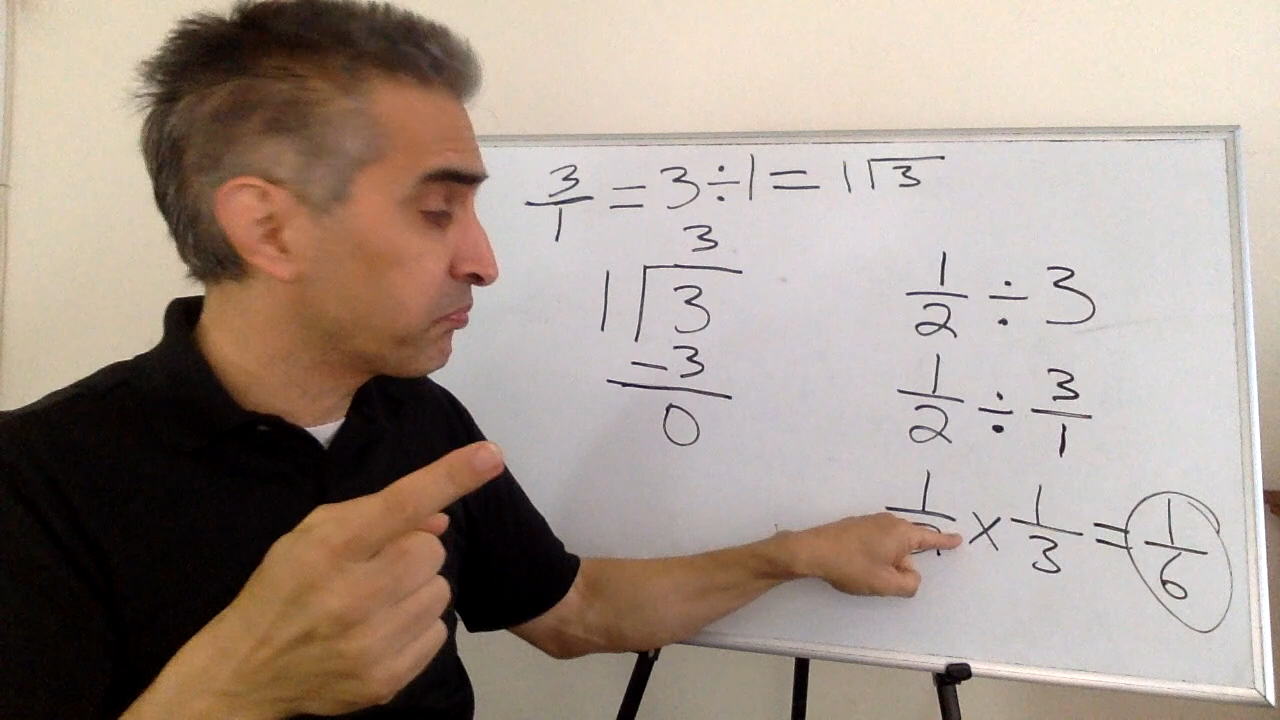 3/1 = 3 ÷ 1 = 1 √3
3
1 √3
-3
0
1/2 ÷ 3
1/2 ÷ 3/1
1/ × 1/3 = 1/6